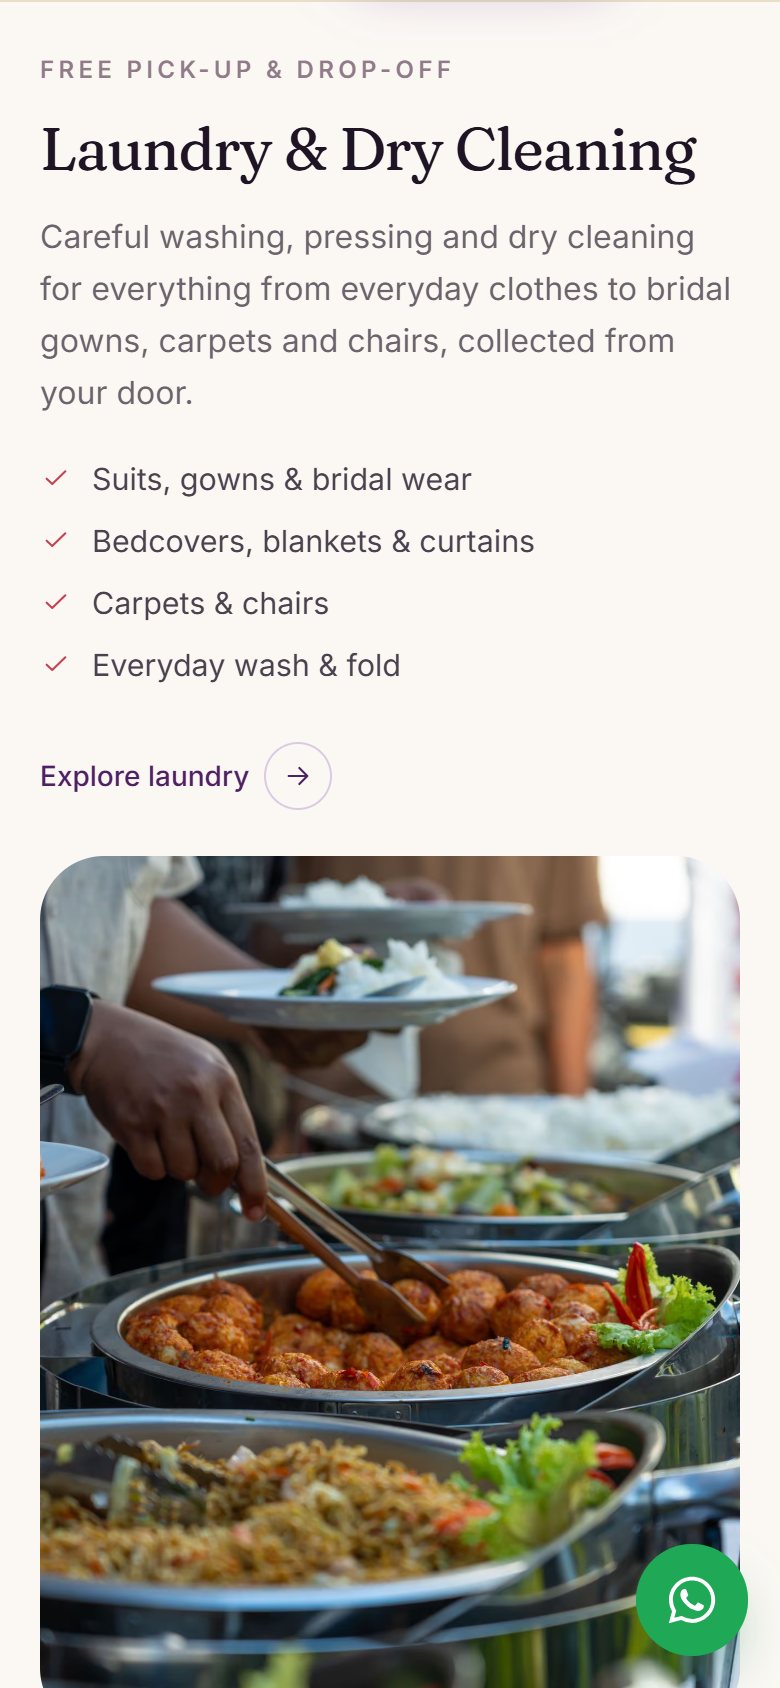 FREE PICK-UP & DROP-OFF
Laundry & Dry Cleaning
Careful washing, pressing and dry cleaning
for everything from everyday clothes to bridal
gowns, carpets and chairs, collected from
your door.
Suits, gowns & bridal wear
Bedcovers, blankets & curtains
Carpets & chairs
Everyday wash & fold
Explore laundry